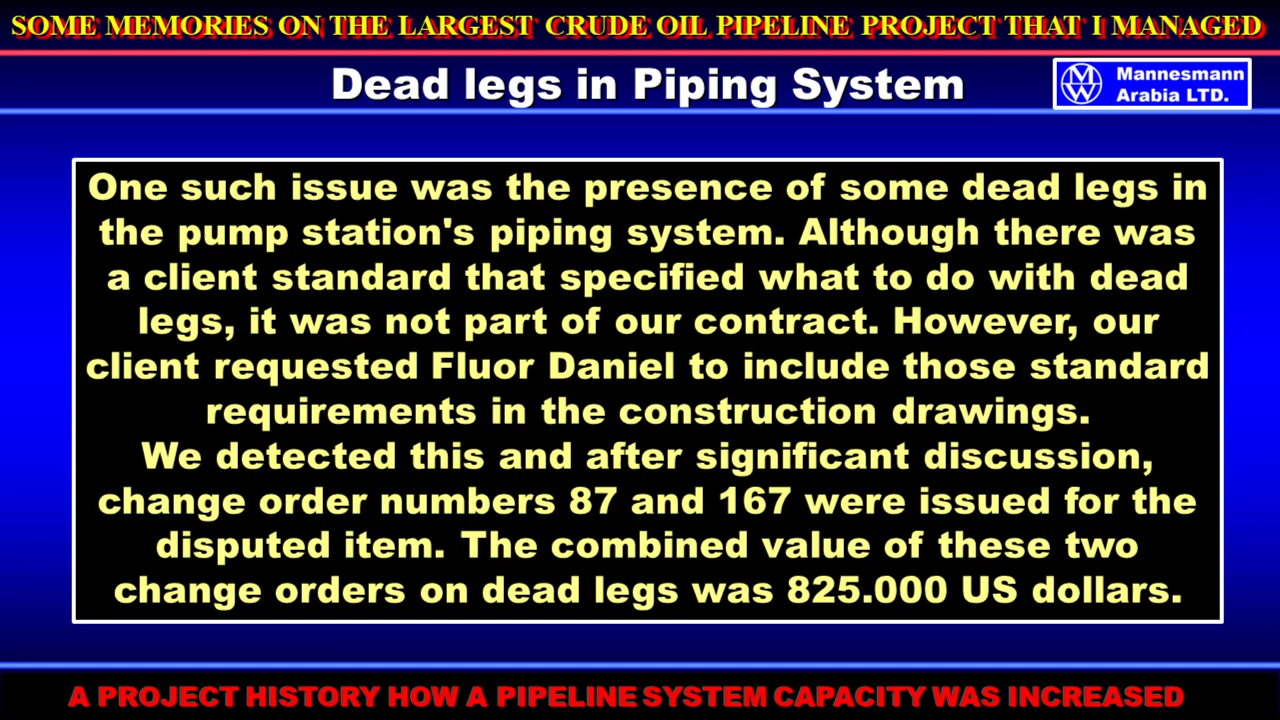 SOME MEMORIES ON THE LARGEST CRUDE OIL PIPELINE PROJECT THAT I MANAGED
Dead legs in Piping System
Mannesmann
Arabia LTD.
One such issue was the presence of some dead legs in
the pump station's piping system. Although there was
a client standard that specified what to do with dead
legs, it was not part of our contract. However, our
client requested Fluor Daniel to include those standard
requirements in the construction drawings.
We detected this and after significant discussion,
change order numbers 87 and 167 were issued for the
disputed item. The combined value of these two
change orders on dead legs was 825.000 US dollars.
A PROJECT HISTORY HOW A PIPELINE SYSTEM CAPACITY WAS INCREASED